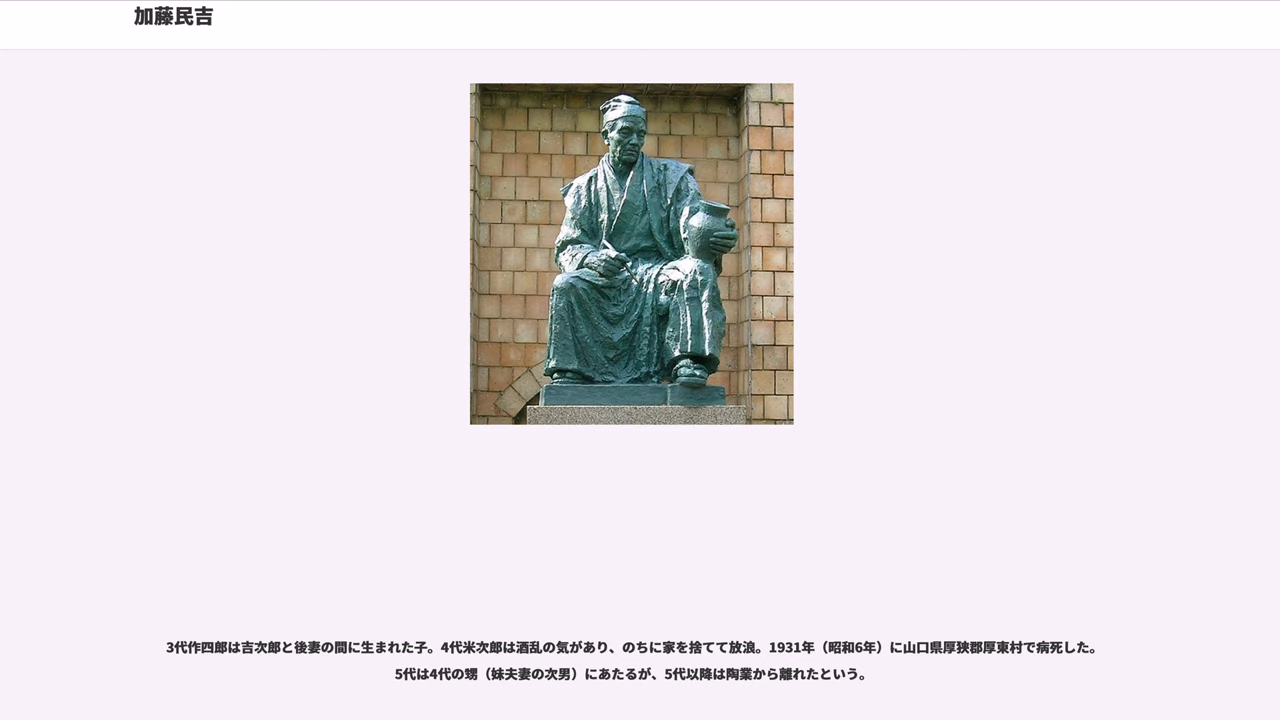 加藤民吉
3代作四郎は吉次郎と後妻の間に生まれた子。4代米次郎は酒乱の気があり、のちに家を捨てて放浪。1931年（昭和6年）に山口県厚狭郡厚東村で病死した。
5代は4代の甥（妹夫妻の次男）にあたるが、5代以降は陶業から離れたという。